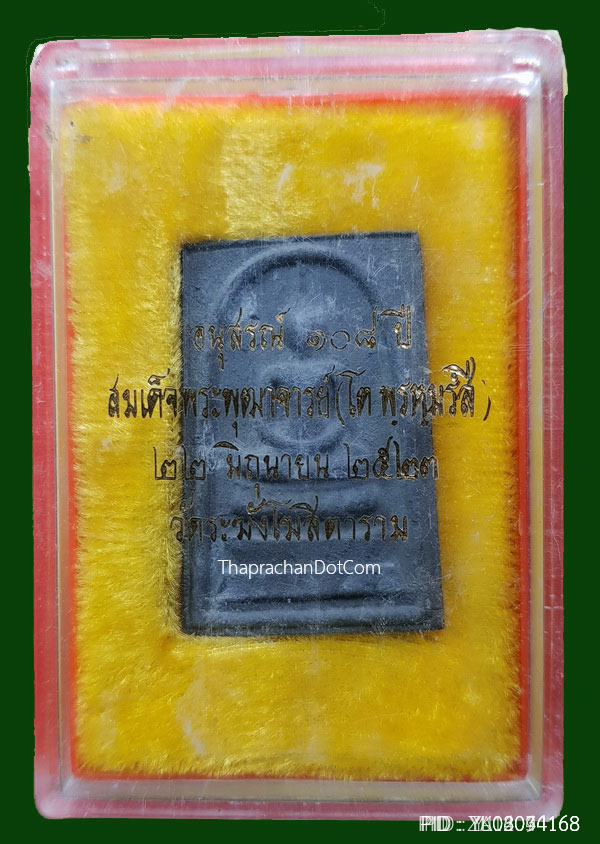 อนุสรณ์ ๑๐๘ ปี
สมเด็จพระพุฒาจารย์ (โต พฺรหฺมรํสี)
๒๒ มิถุนายน ๒๕๒๓
วัดระฆังโฆสิตาราม
ThaprachanDotCom
PID :